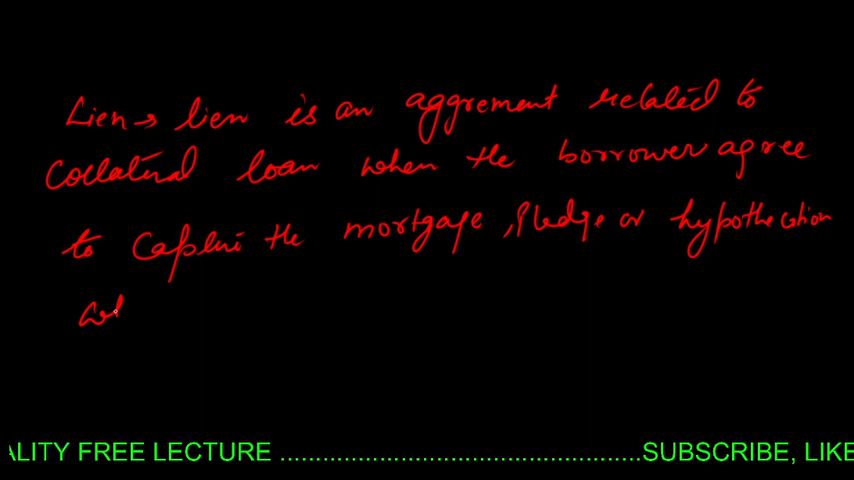 Lien → lien is an aggrement related to
Collateral loan when the borrower agree
to Capture the mortgage, Pledge or hypothecation
ALITY FREE LECTURE ..................................................SUBSCRIBE, LIKE